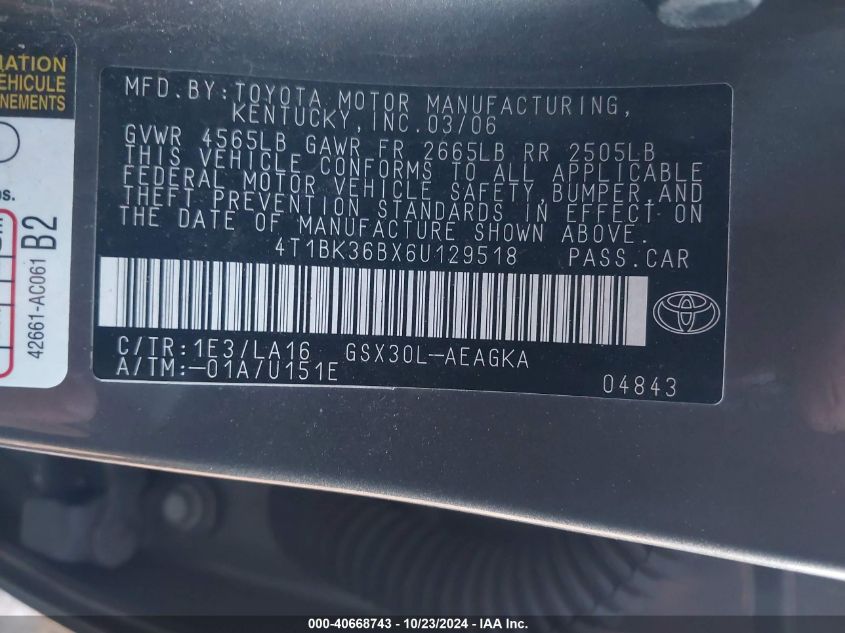 ATION
VÉHICULE
NEMENTS
42661-AC061 B2
MFD.BY:TOYOTA MOTOR MANUFACTURING,
KENTUCKY,INC.03/06
GVWR 4565LB GAWR FR 2665LB RR 2505LB
THIS VEHICLE CONFORMS TO ALL APPLICABLE
FEDERAL MOTOR VEHICLE SAFETY,BUMPER,AND
THEFT PREVENTION STANDARDS IN EFFECT ON
THE DATE OF MANUFACTURE SHOWN ABOVE.
4T1BK36BX6U129518 PASS.CAR
C/TR:1E3/LA16 GSX30L-AEAGKA
A/TM:-01A/U151E
04843
000-40668743 / 10/23/2024 - IAA Inc.